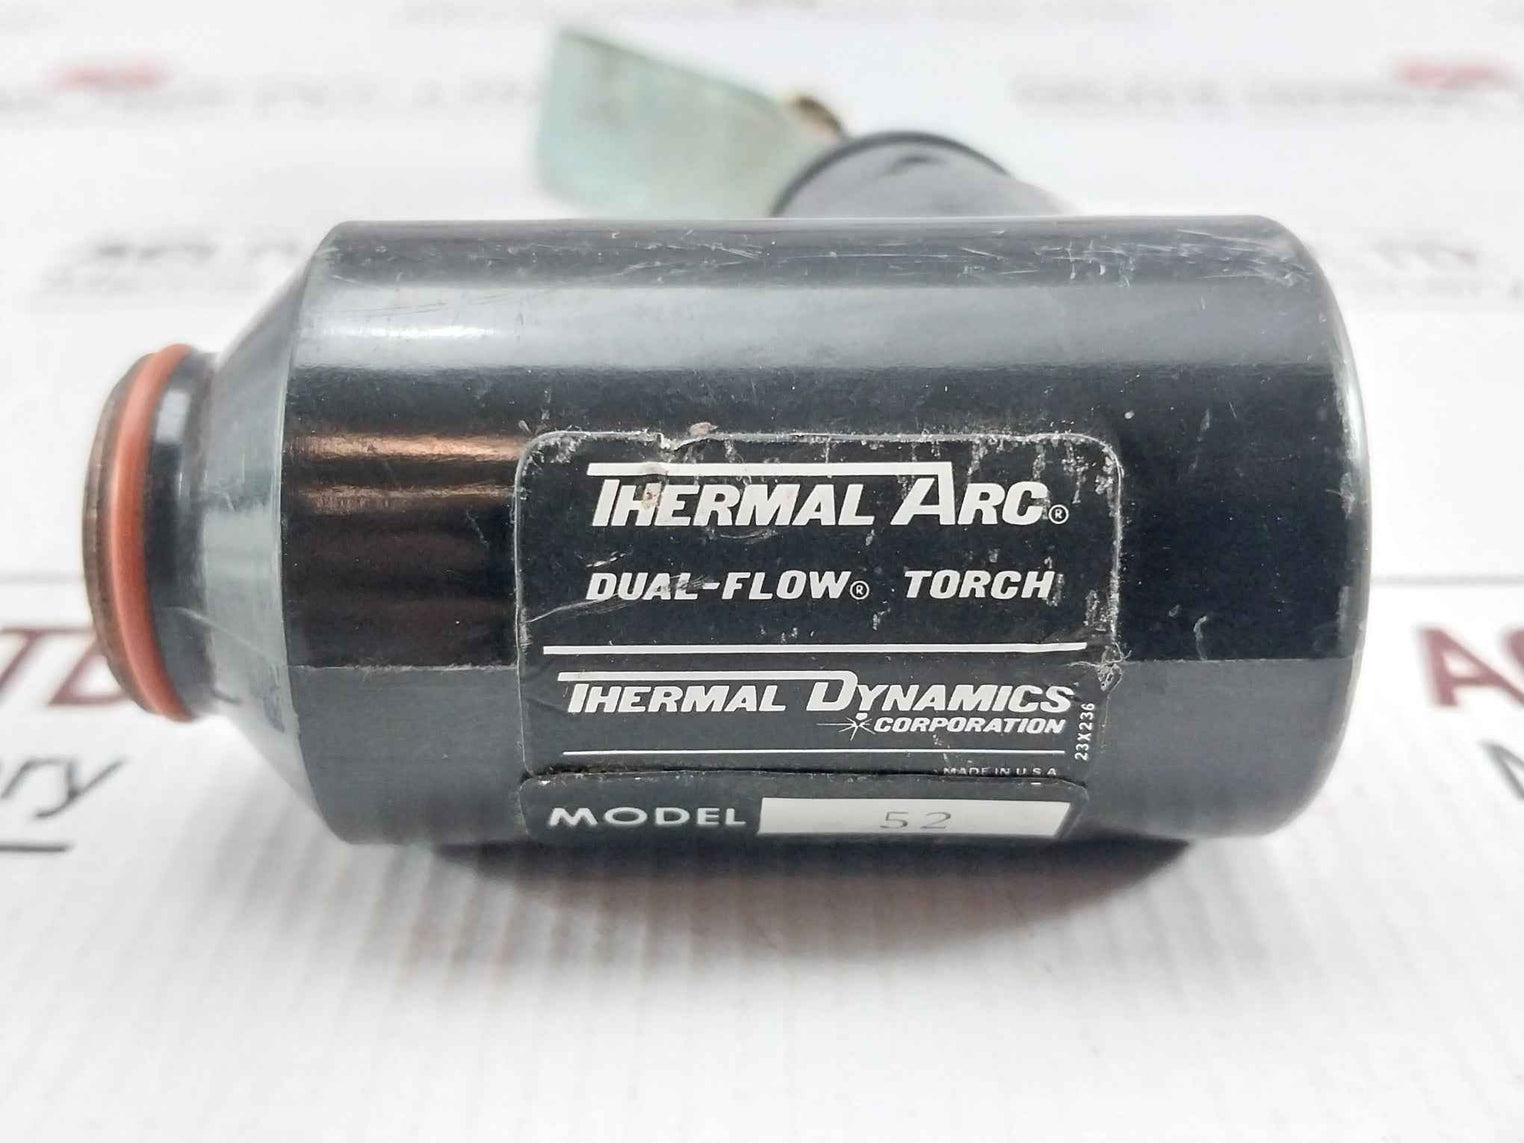 THERMAL ARC®
DUAL-FLOW® TORCH
THERMAL DYNAMICS
CORPORATION
23X236
MADE IN U.S.A.
MODEL 52